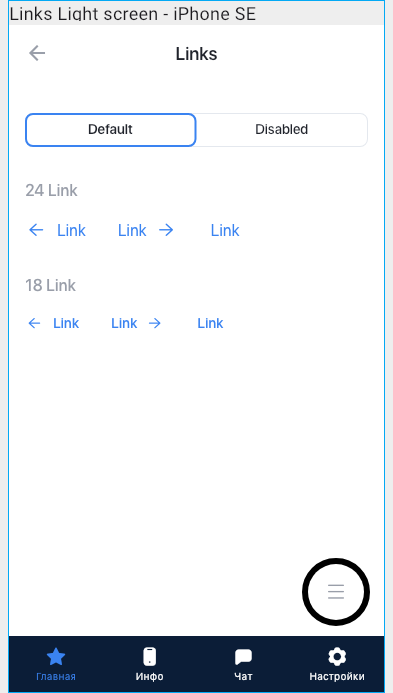 Links Light screen - iPhone SE
Links
Default Disabled
24 Link
Link Link Link
18 Link
Link Link Link
Главная Инфо Чат Настройки